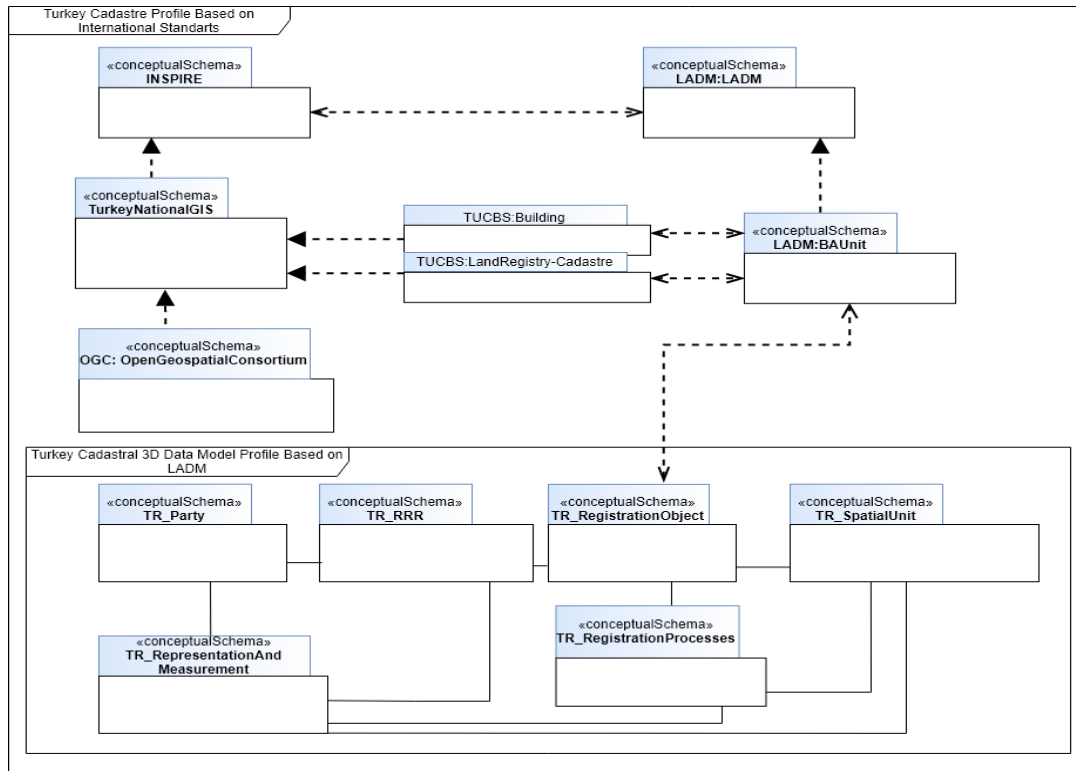 Turkey Cadastre Profile Based on
International Standarts
«conceptualSchema»
INSPIRE
«conceptualSchema»
LADM:LADM
«conceptualSchema»
TurkeyNationalGIS
TUCBS:Building
«conceptualSchema»
LADM:BAUnit
TUCBS:LandRegistry-Cadastre
«conceptualSchema»
OGC: OpenGeospatialConsortium
Turkey Cadastral 3D Data Model Profile Based on
LADM
«conceptualSchema»
TR_Party
«conceptualSchema»
TR_RRR
«conceptualSchema»
TR_RegistrationObject
«conceptualSchema»
TR_SpatialUnit
«conceptualSchema»
TR_RegistrationProcesses
«conceptualSchema»
TR_RepresentationAnd
Measurement